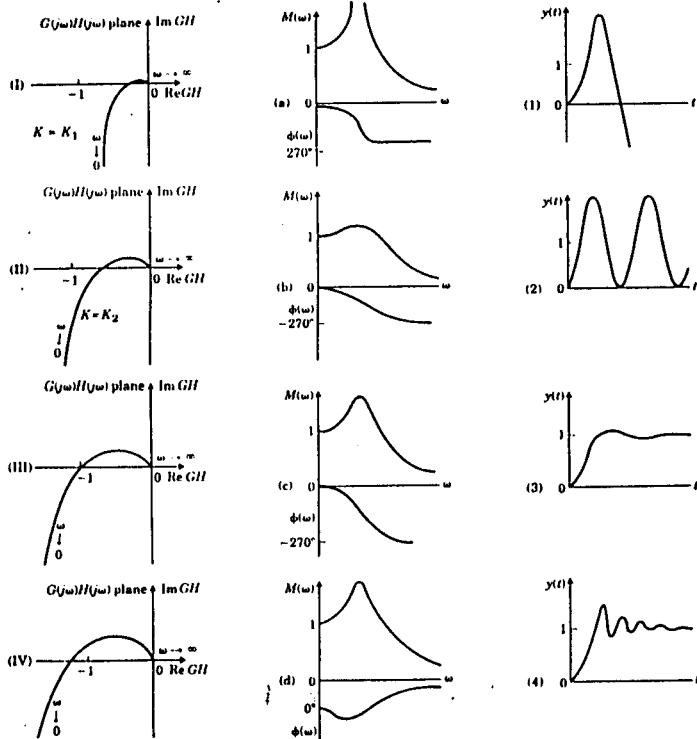 G(jω)H(jω) plane Im GH
(I)
−1
ω → ∞
0 Re GH
K = K₁
ω
↓
0
M(ω)
1
(a)
0
ω
ϕ(ω)
270°
y(t)
1
(1)
0
t
G(jω)H(jω) plane Im GH
(II)
−1
ω → ∞
0 Re GH
K = K₂
ω
↓
0
M(ω)
1
(b)
0
ω
ϕ(ω)
−270°
y(t)
1
(2)
0
t
G(jω)H(jω) plane Im GH
(III)
−1
ω → ∞
0 Re GH
ω
↓
0
M(ω)
1
(c)
0
ω
ϕ(ω)
−270°
y(t)
1
(3)
0
t
G(jω)H(jω) plane Im GH
(IV)
−1
ω → ∞
0 Re GH
ω
↓
0
M(ω)
1
(d)
0
ω
0°
ϕ(ω)
y(t)
1
(4)
0